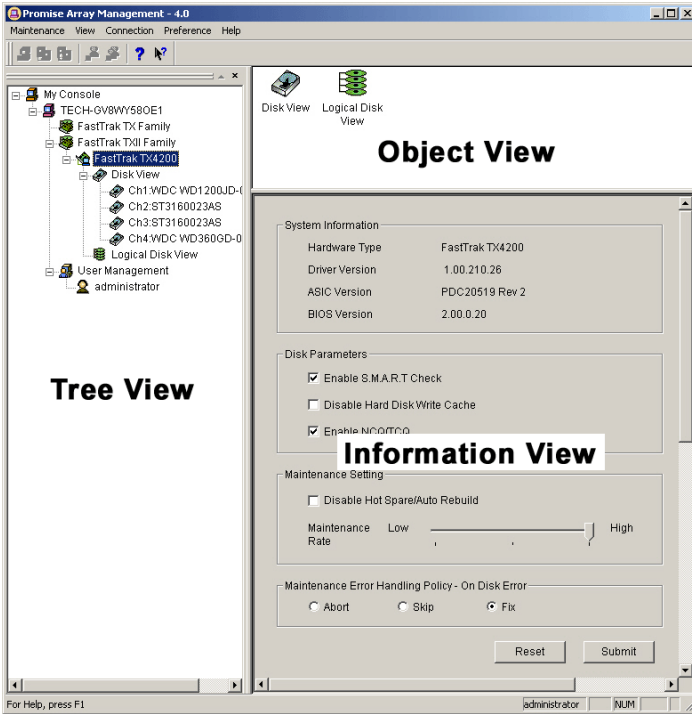 Promise Array Management - 4.0
Maintenance View Connection Preference Help
My Console
TECH-GV8WY58OE1
FastTrak TX Family
FastTrak TXII Family
FastTrak TX4200
Disk View
Ch1:WDC WD1200JD-
Ch2:ST3160023AS
Ch3:ST3160023AS
Ch4:WDC WD360GD-0
Logical Disk View
User Management
administrator
Tree View
Disk View
Logical Disk
View
Object View
System Information
Hardware Type FastTrak TX4200
Driver Version 1.00.210.26
ASIC Version PDC20519 Rev 2
BIOS Version 2.00.0.20
Disk Parameters
Enable S.M.A.R.T Check
Disable Hard Disk Write Cache
Enable NCQ/TCQ
Information View
Maintenance Setting
Disable Hot Spare/Auto Rebuild
Maintenance Rate Low High
Maintenance Error Handling Policy - On Disk Error
Abort Skip Fix
Reset Submit
For Help, press F1
administrator NUM